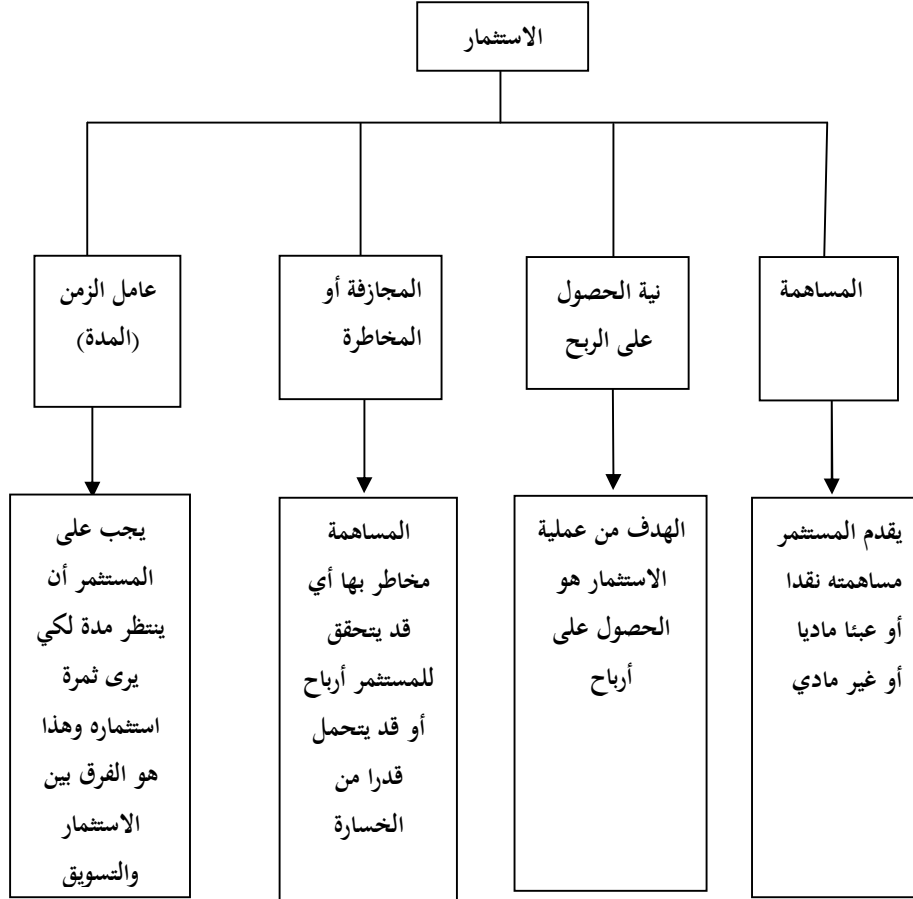 الاستثمار
المساهمة
نية الحصول
على الربح
المجازفة أو
المخاطرة
عامل الزمن
(المدة)
يقدم المستثمر
مساهمته نقدا
أو عبئا ماديا
أو غير مادي
الهدف من عملية
الاستثمار هو
الحصول على
أرباح
المساهمة
مخاطر بها أي
قد يتحقق
للمستثمر أرباح
أو قد يتحمل
قدرا من
الخسارة
يجب على
المستثمر أن
ينتظر مدة لكي
يرى ثمرة
استثماره وهذا
هو الفرق بين
الاستثمار
والتسويق